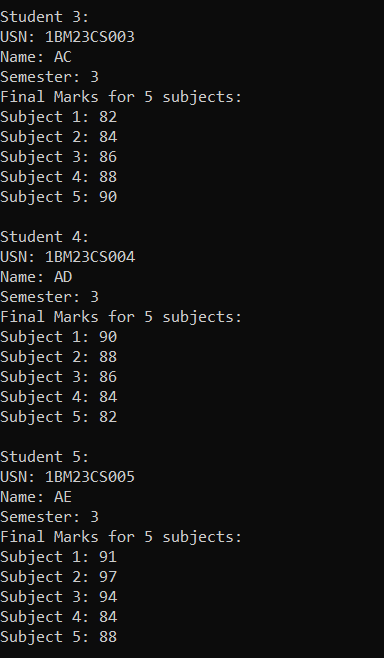 Student 3:
USN: 1BM23CS003
Name: AC
Semester: 3
Final Marks for 5 subjects:
Subject 1: 82
Subject 2: 84
Subject 3: 86
Subject 4: 88
Subject 5: 90

Student 4:
USN: 1BM23CS004
Name: AD
Semester: 3
Final Marks for 5 subjects:
Subject 1: 90
Subject 2: 88
Subject 3: 86
Subject 4: 84
Subject 5: 82

Student 5:
USN: 1BM23CS005
Name: AE
Semester: 3
Final Marks for 5 subjects:
Subject 1: 91
Subject 2: 97
Subject 3: 94
Subject 4: 84
Subject 5: 88